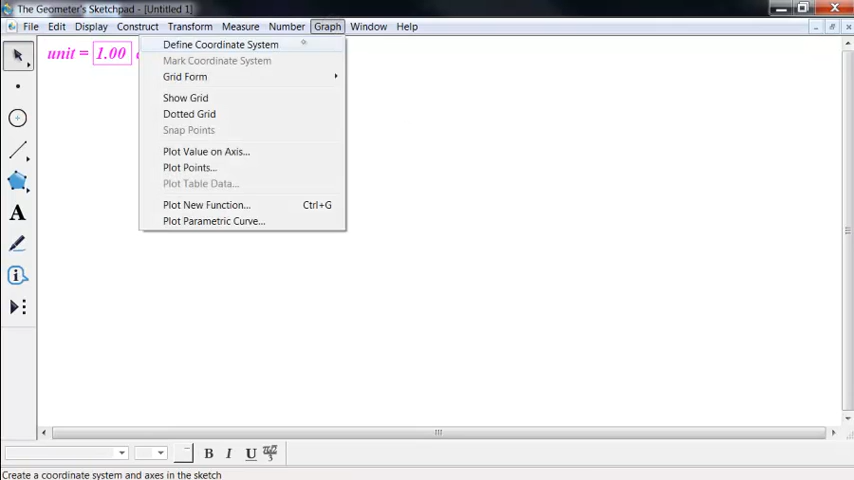 The Geometer's Sketchpad - [Untitled 1]
File Edit Display Construct Transform Measure Number Graph Window Help
unit = 1.00
Define Coordinate System
Mark Coordinate System
Grid Form
Show Grid
Dotted Grid
Snap Points
Plot Value on Axis...
Plot Points...
Plot Table Data...
Plot New Function... Ctrl+G
Plot Parametric Curve...
A
B I U
Create a coordinate system and axes in the sketch